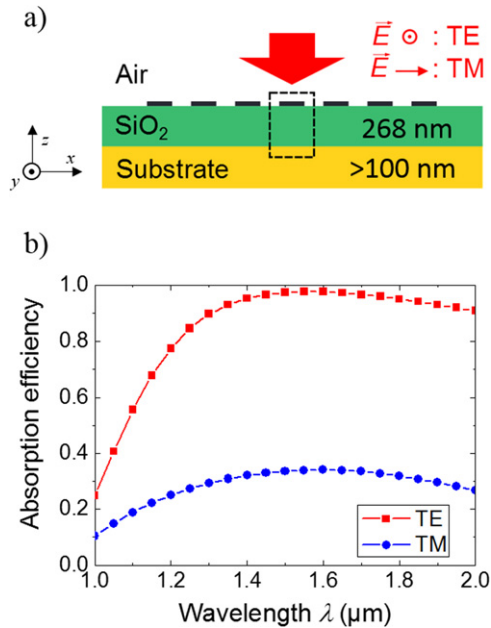 a)
E⃗ ⊙ : TE
E⃗ → : TM
Air
SiO₂ 268 nm
Substrate >100 nm
z
y x
b)
Absorption efficiency
1.0
0.8
0.6
0.4
0.2
0.0
TE
TM
1.0 1.2 1.4 1.6 1.8 2.0
Wavelength λ (μm)